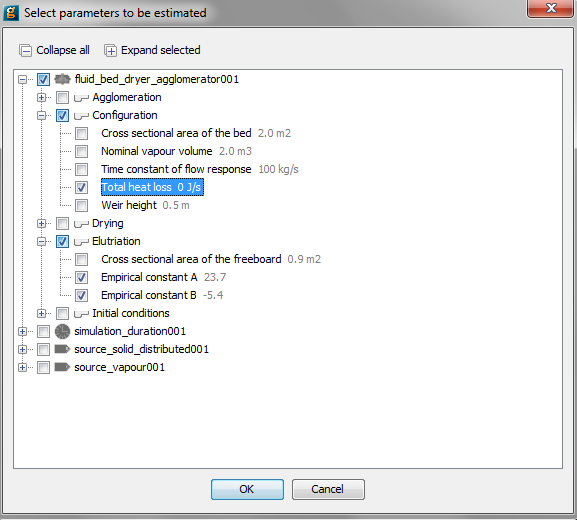 Select parameters to be estimated
Collapse all Expand selected
fluid_bed_dryer_agglomerator001
Agglomeration
Configuration
Cross sectional area of the bed 2.0 m2
Nominal vapour volume 2.0 m3
Time constant of flow response 100 kg/s
Total heat loss 0 J/s
Weir height 0.5 m
Drying
Elutriation
Cross sectional area of the freeboard 0.9 m2
Empirical constant A 23.7
Empirical constant B -5.4
Initial conditions
simulation_duration001
source_solid_distributed001
source_vapour001
OK Cancel